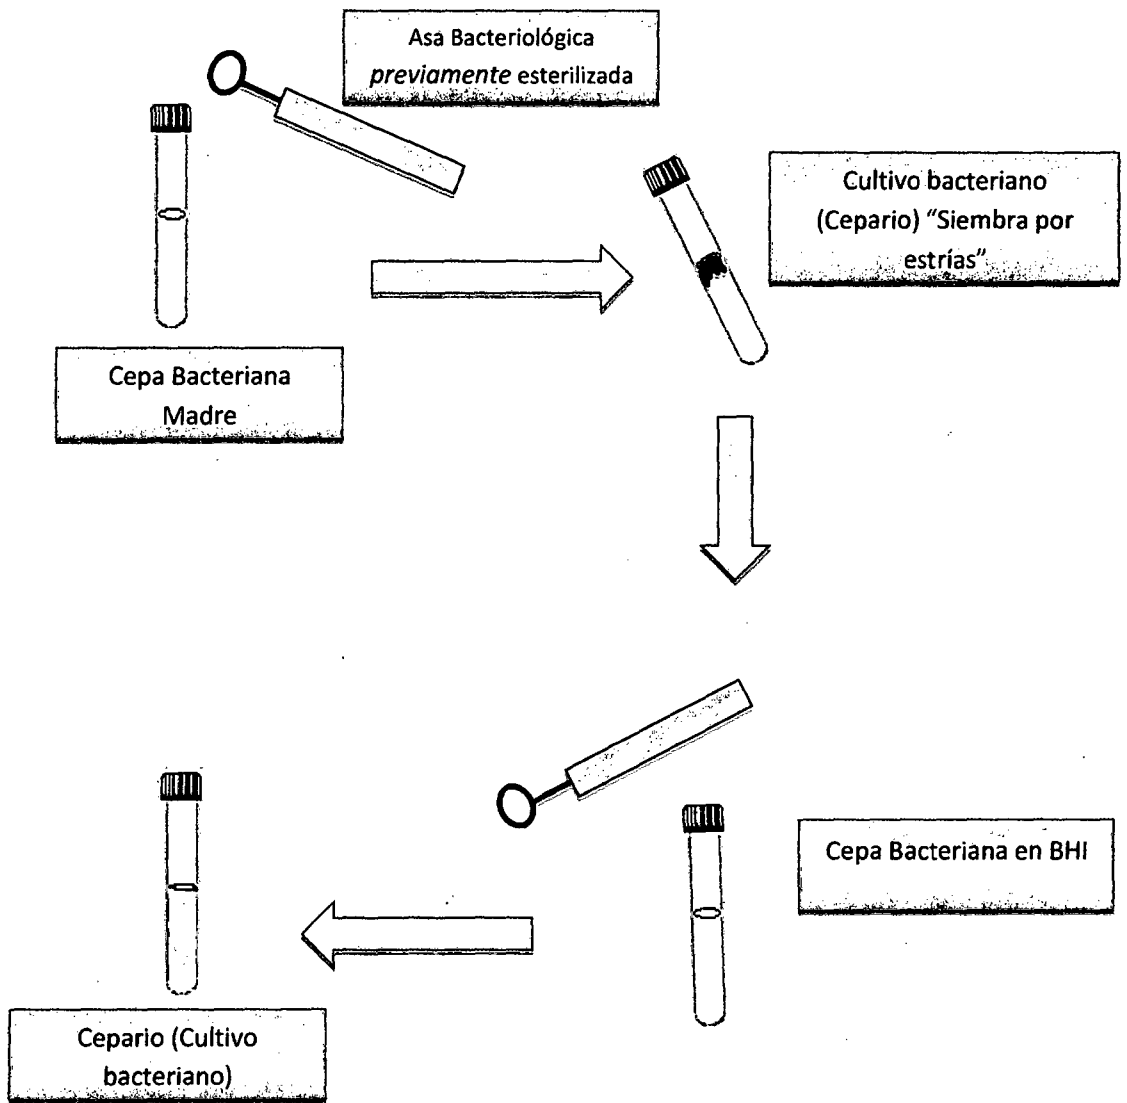 Asa Bacteriológica
previamente esterilizada
Cultivo bacteriano
(Cepario) “Siembra por
estrías”
Cepa Bacteriana
Madre
Cepa Bacteriana en BHI
Cepario (Cultivo
bacteriano)